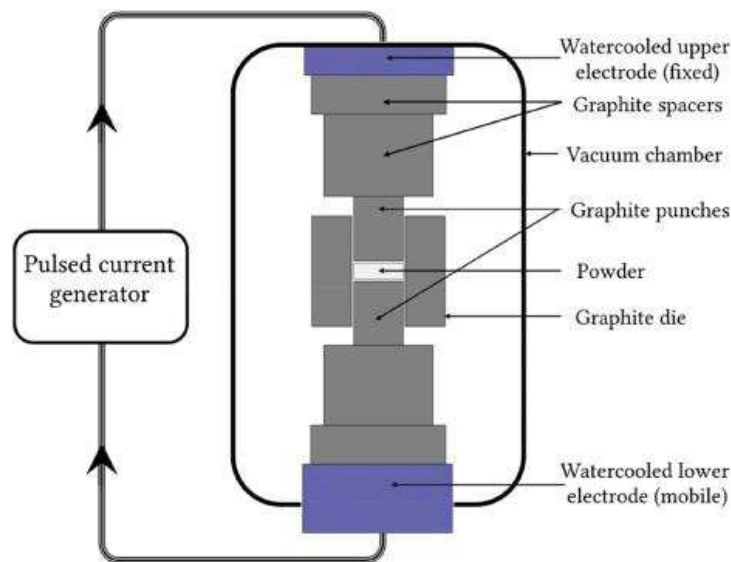 Watercooled upper
electrode (fixed)
Graphite spacers
Vacuum chamber
Graphite punches
Pulsed current
generator
Powder
Graphite die
Watercooled lower
electrode (mobile)